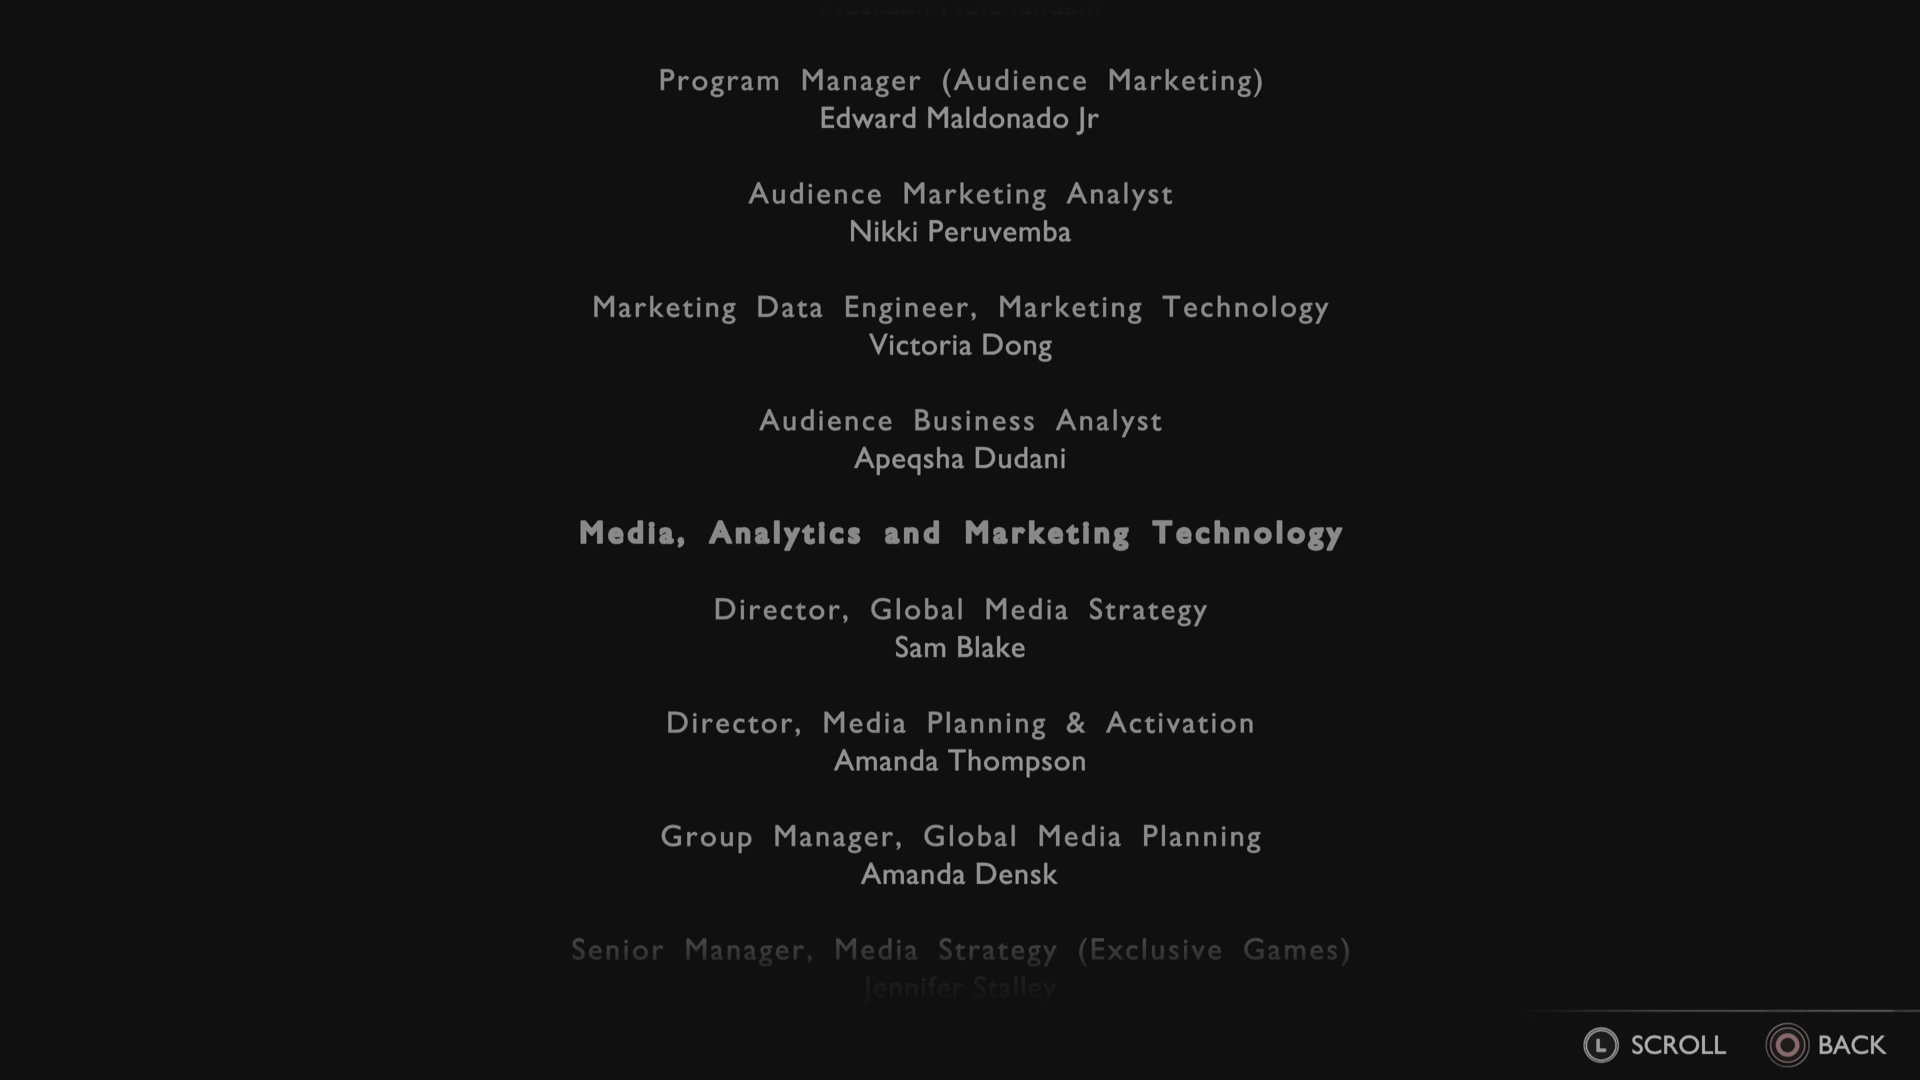 Program Manager (Audience Marketing)
Edward Maldonado Jr
Audience Marketing Analyst
Nikki Peruvemba
Marketing Data Engineer, Marketing Technology
Victoria Dong
Audience Business Analyst
Apeqsha Dudani
Media, Analytics and Marketing Technology
Director, Global Media Strategy
Sam Blake
Director, Media Planning & Activation
Amanda Thompson
Group Manager, Global Media Planning
Amanda Densk
Senior Manager, Media Strategy (Exclusive Games)
Jennifer Stalley
L SCROLL
BACK